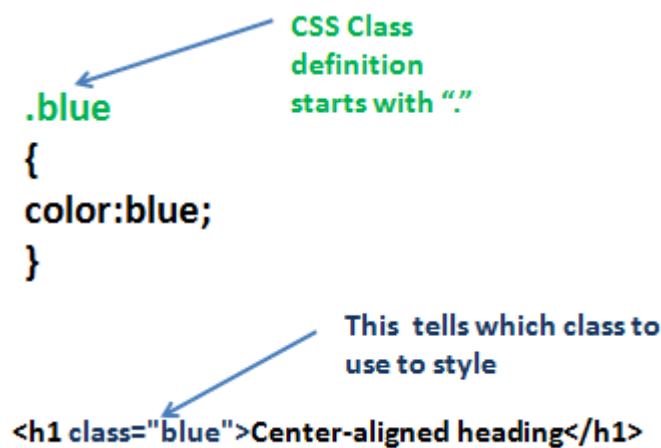 CSS Class
definition
starts with “.”
.blue
{
color:blue;
}
This tells which class to
use to style
<h1 class="blue">Center-aligned heading</h1>